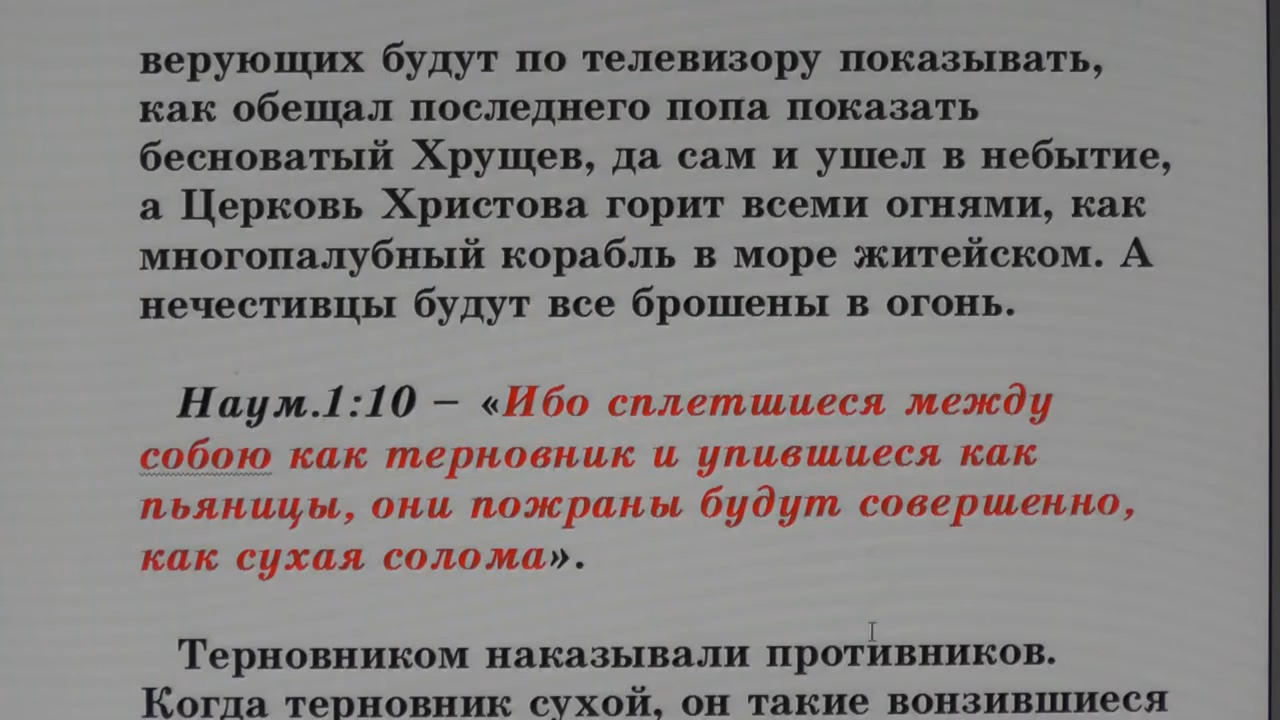 верующих будут по телевизору показывать,
как обещал последнего попа показать
бесноватый Хрущев, да сам и ушел в небытие,
а Церковь Христова горит всеми огнями, как
многопалубный корабль в море житейском. А
нечестивцы будут все брошены в огонь.
Наум.1:10 – «Ибо сплетшиеся между
собою как терновник и упившиеся как
пьяницы, они пожраны будут совершенно,
как сухая солома».
Терновником наказывали противников.
Когда терновник сухой, он такие вонзившиеся